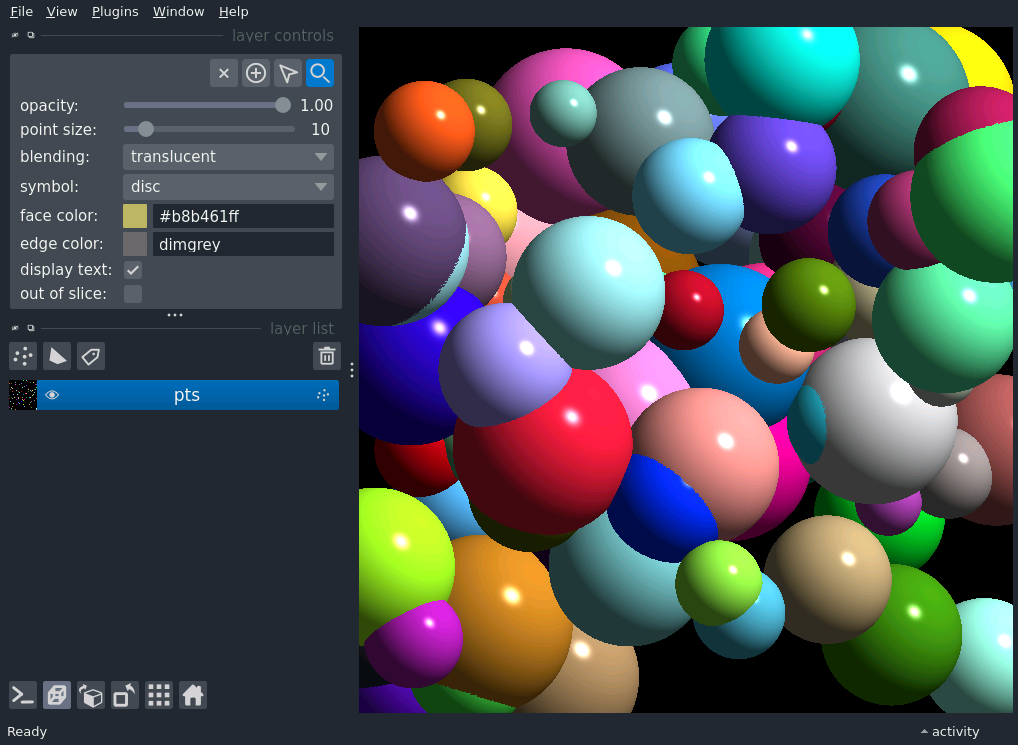 File View Plugins Window Help
layer controls
opacity: 1.00
point size: 10
blending: translucent
symbol: disc
face color: #b8b461ff
edge color: dimgrey
display text:
out of slice:
layer list
pts
Ready
activity